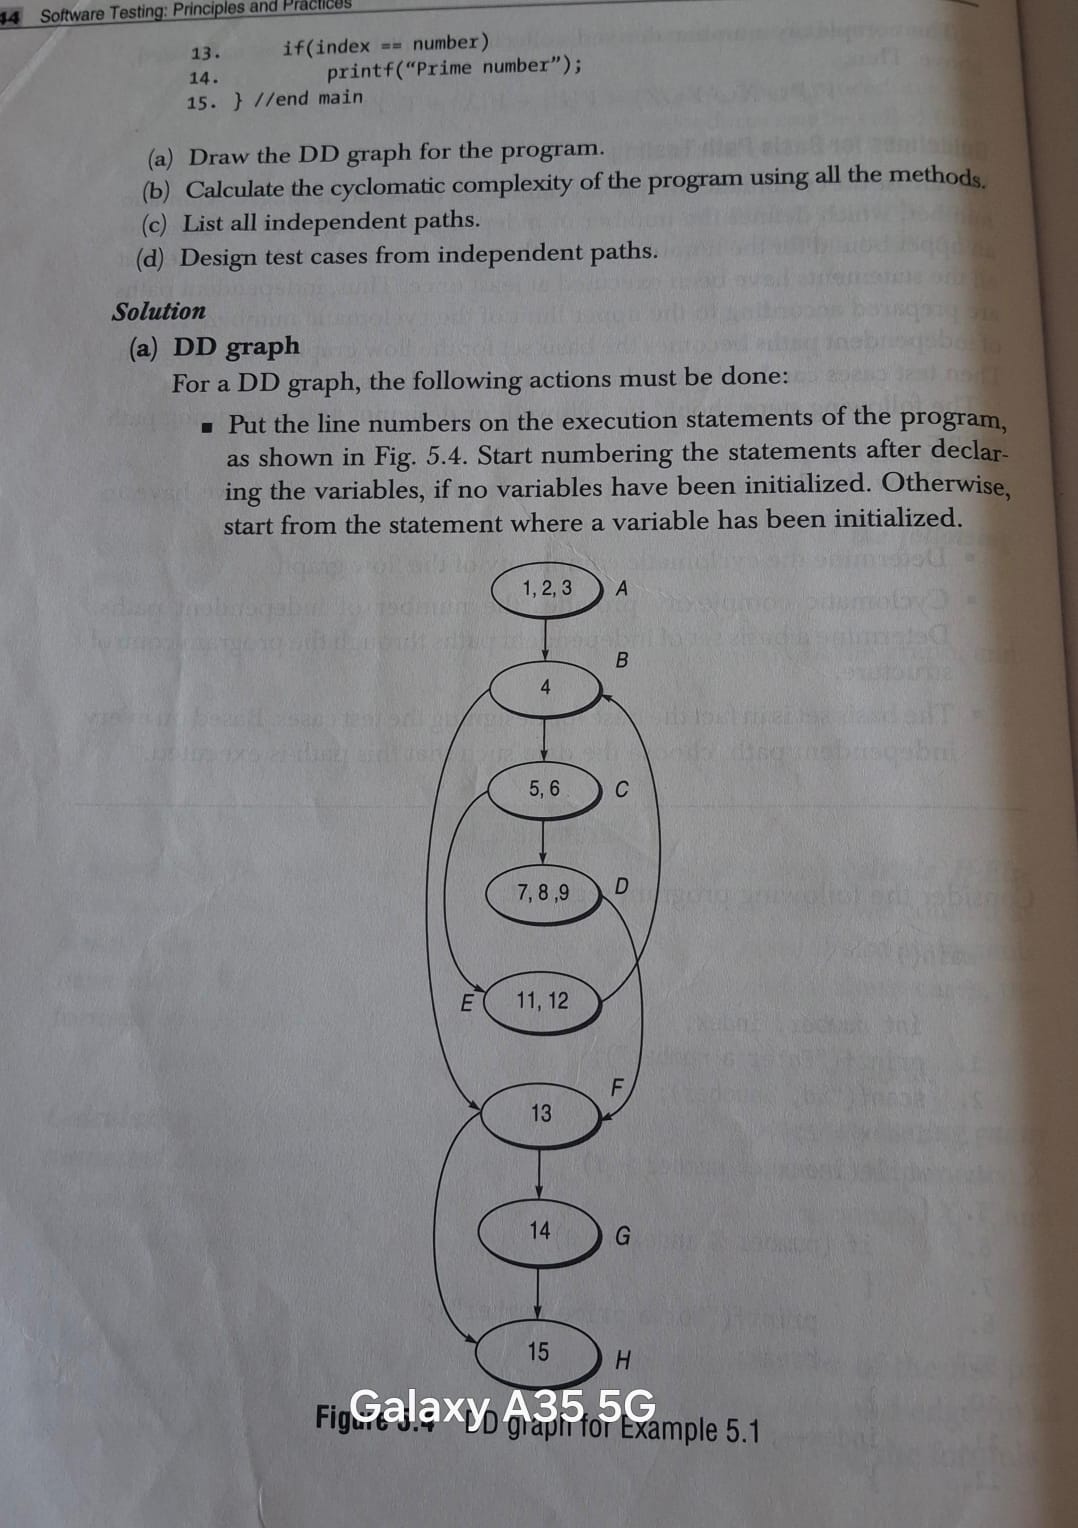 44 Software Testing: Principles and Practices
13. if(index == number)
14. printf(“Prime number”);
15. } //end main
(a) Draw the DD graph for the program.
(b) Calculate the cyclomatic complexity of the program using all the methods.
(c) List all independent paths.
(d) Design test cases from independent paths.
Solution
(a) DD graph
For a DD graph, the following actions must be done:
▪ Put the line numbers on the execution statements of the program,
as shown in Fig. 5.4. Start numbering the statements after declar-
ing the variables, if no variables have been initialized. Otherwise,
start from the statement where a variable has been initialized.
1, 2, 3 A
B
4
5, 6 C
7, 8 ,9 D
E 11, 12
F
13
14 G
15 H
Galaxy A35 5G
Figure 5.4 DD graph for Example 5.1